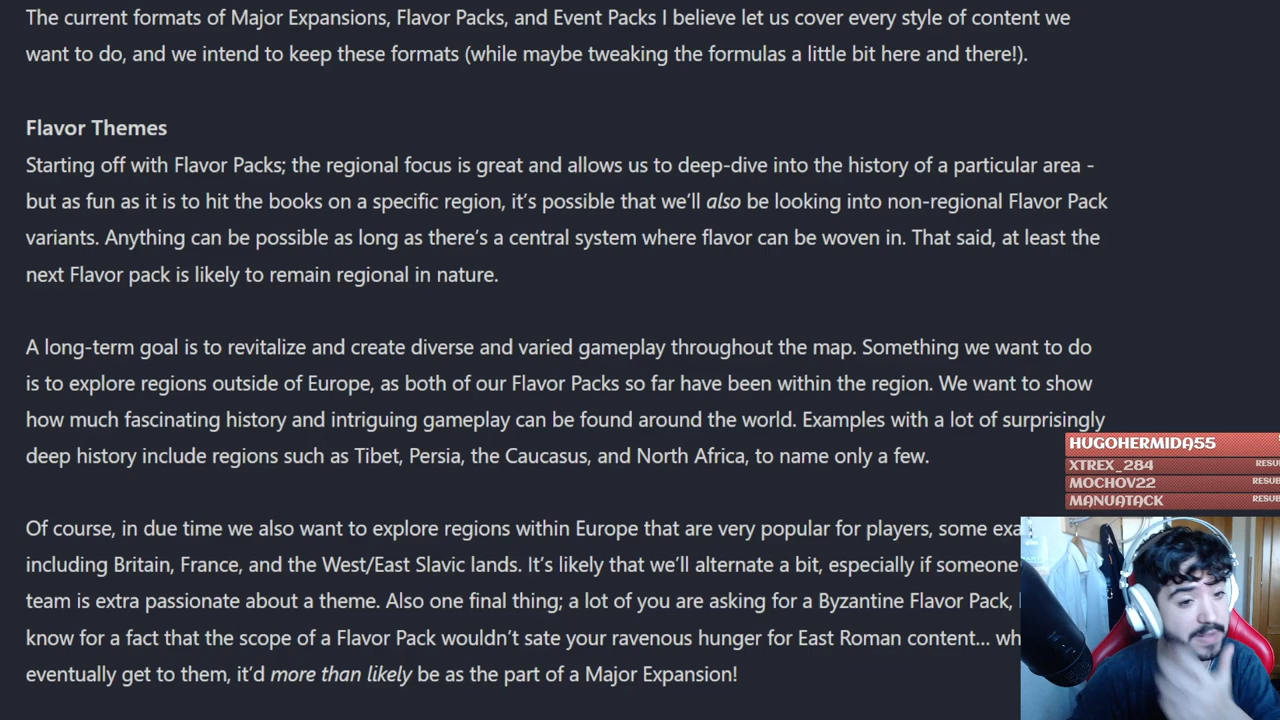 The current formats of Major Expansions, Flavor Packs, and Event Packs I believe let us cover every style of content we
want to do, and we intend to keep these formats (while maybe tweaking the formulas a little bit here and there!).
Flavor Themes
Starting off with Flavor Packs; the regional focus is great and allows us to deep-dive into the history of a particular area -
but as fun as it is to hit the books on a specific region, it's possible that we'll also be looking into non-regional Flavor Pack
variants. Anything can be possible as long as there's a central system where flavor can be woven in. That said, at least the
next Flavor pack is likely to remain regional in nature.
A long-term goal is to revitalize and create diverse and varied gameplay throughout the map. Something we want to do
is to explore regions outside of Europe, as both of our Flavor Packs so far have been within the region. We want to show
how much fascinating history and intriguing gameplay can be found around the world. Examples with a lot of surprisingly
deep history include regions such as Tibet, Persia, the Caucasus, and North Africa, to name only a few.
Of course, in due time we also want to explore regions within Europe that are very popular for players, some
including Britain, France, and the West/East Slavic lands. It's likely that we'll alternate a bit, especially if someone
team is extra passionate about a theme. Also one final thing; a lot of you are asking for a Byzantine Flavor Pack,
know for a fact that the scope of a Flavor Pack wouldn't sate your ravenous hunger for East Roman content...
eventually get to them, it'd more than likely be as the part of a Major Expansion!
HUGOHERMIDA55
XTREX_284 RESUB
MOCHOV22 RESUB
MANUATACK RESUB